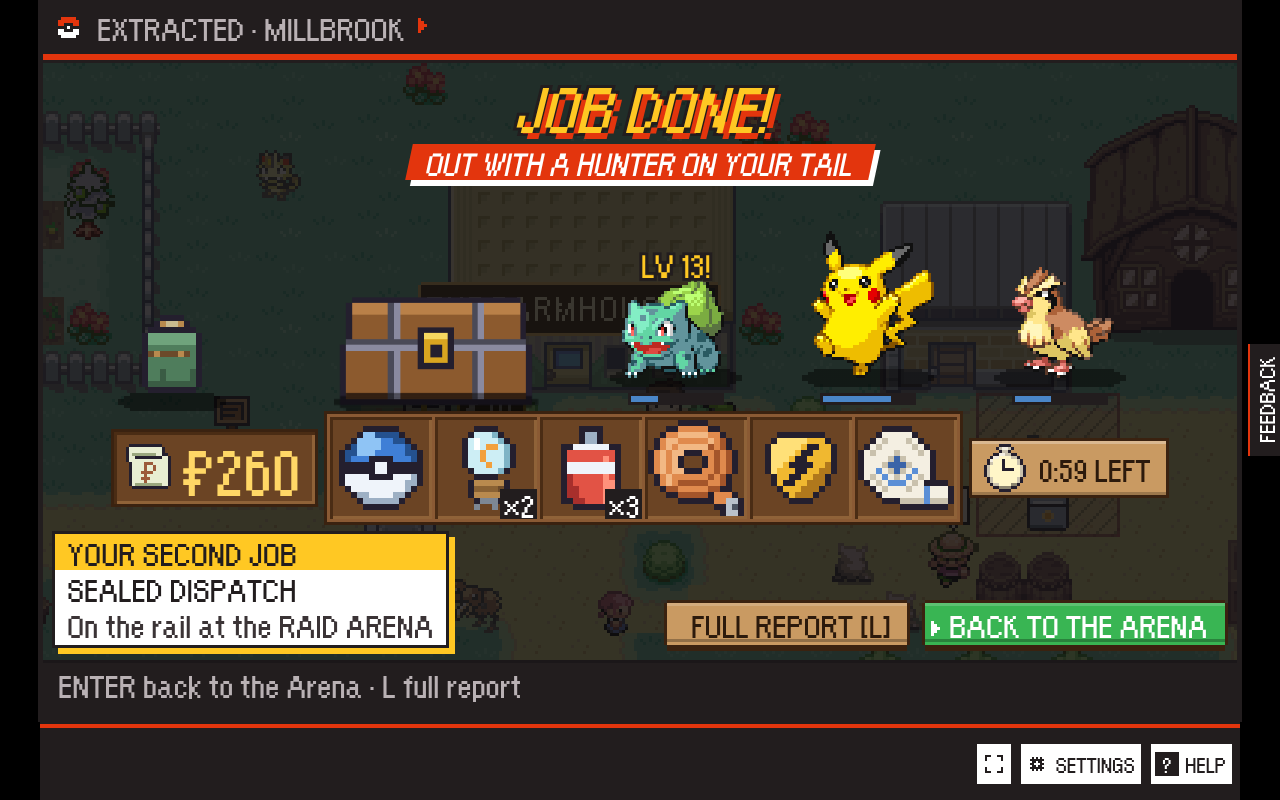 EXTRACTED · MILLBROOK
JOB DONE!
OUT WITH A HUNTER ON YOUR TAIL
LV 13!
₽260
×2
×3
0:59 LEFT
YOUR SECOND JOB
SEALED DISPATCH
On the rail at the RAID ARENA
FULL REPORT [L]
BACK TO THE ARENA
ENTER back to the Arena · L full report
FEEDBACK
SETTINGS
? HELP